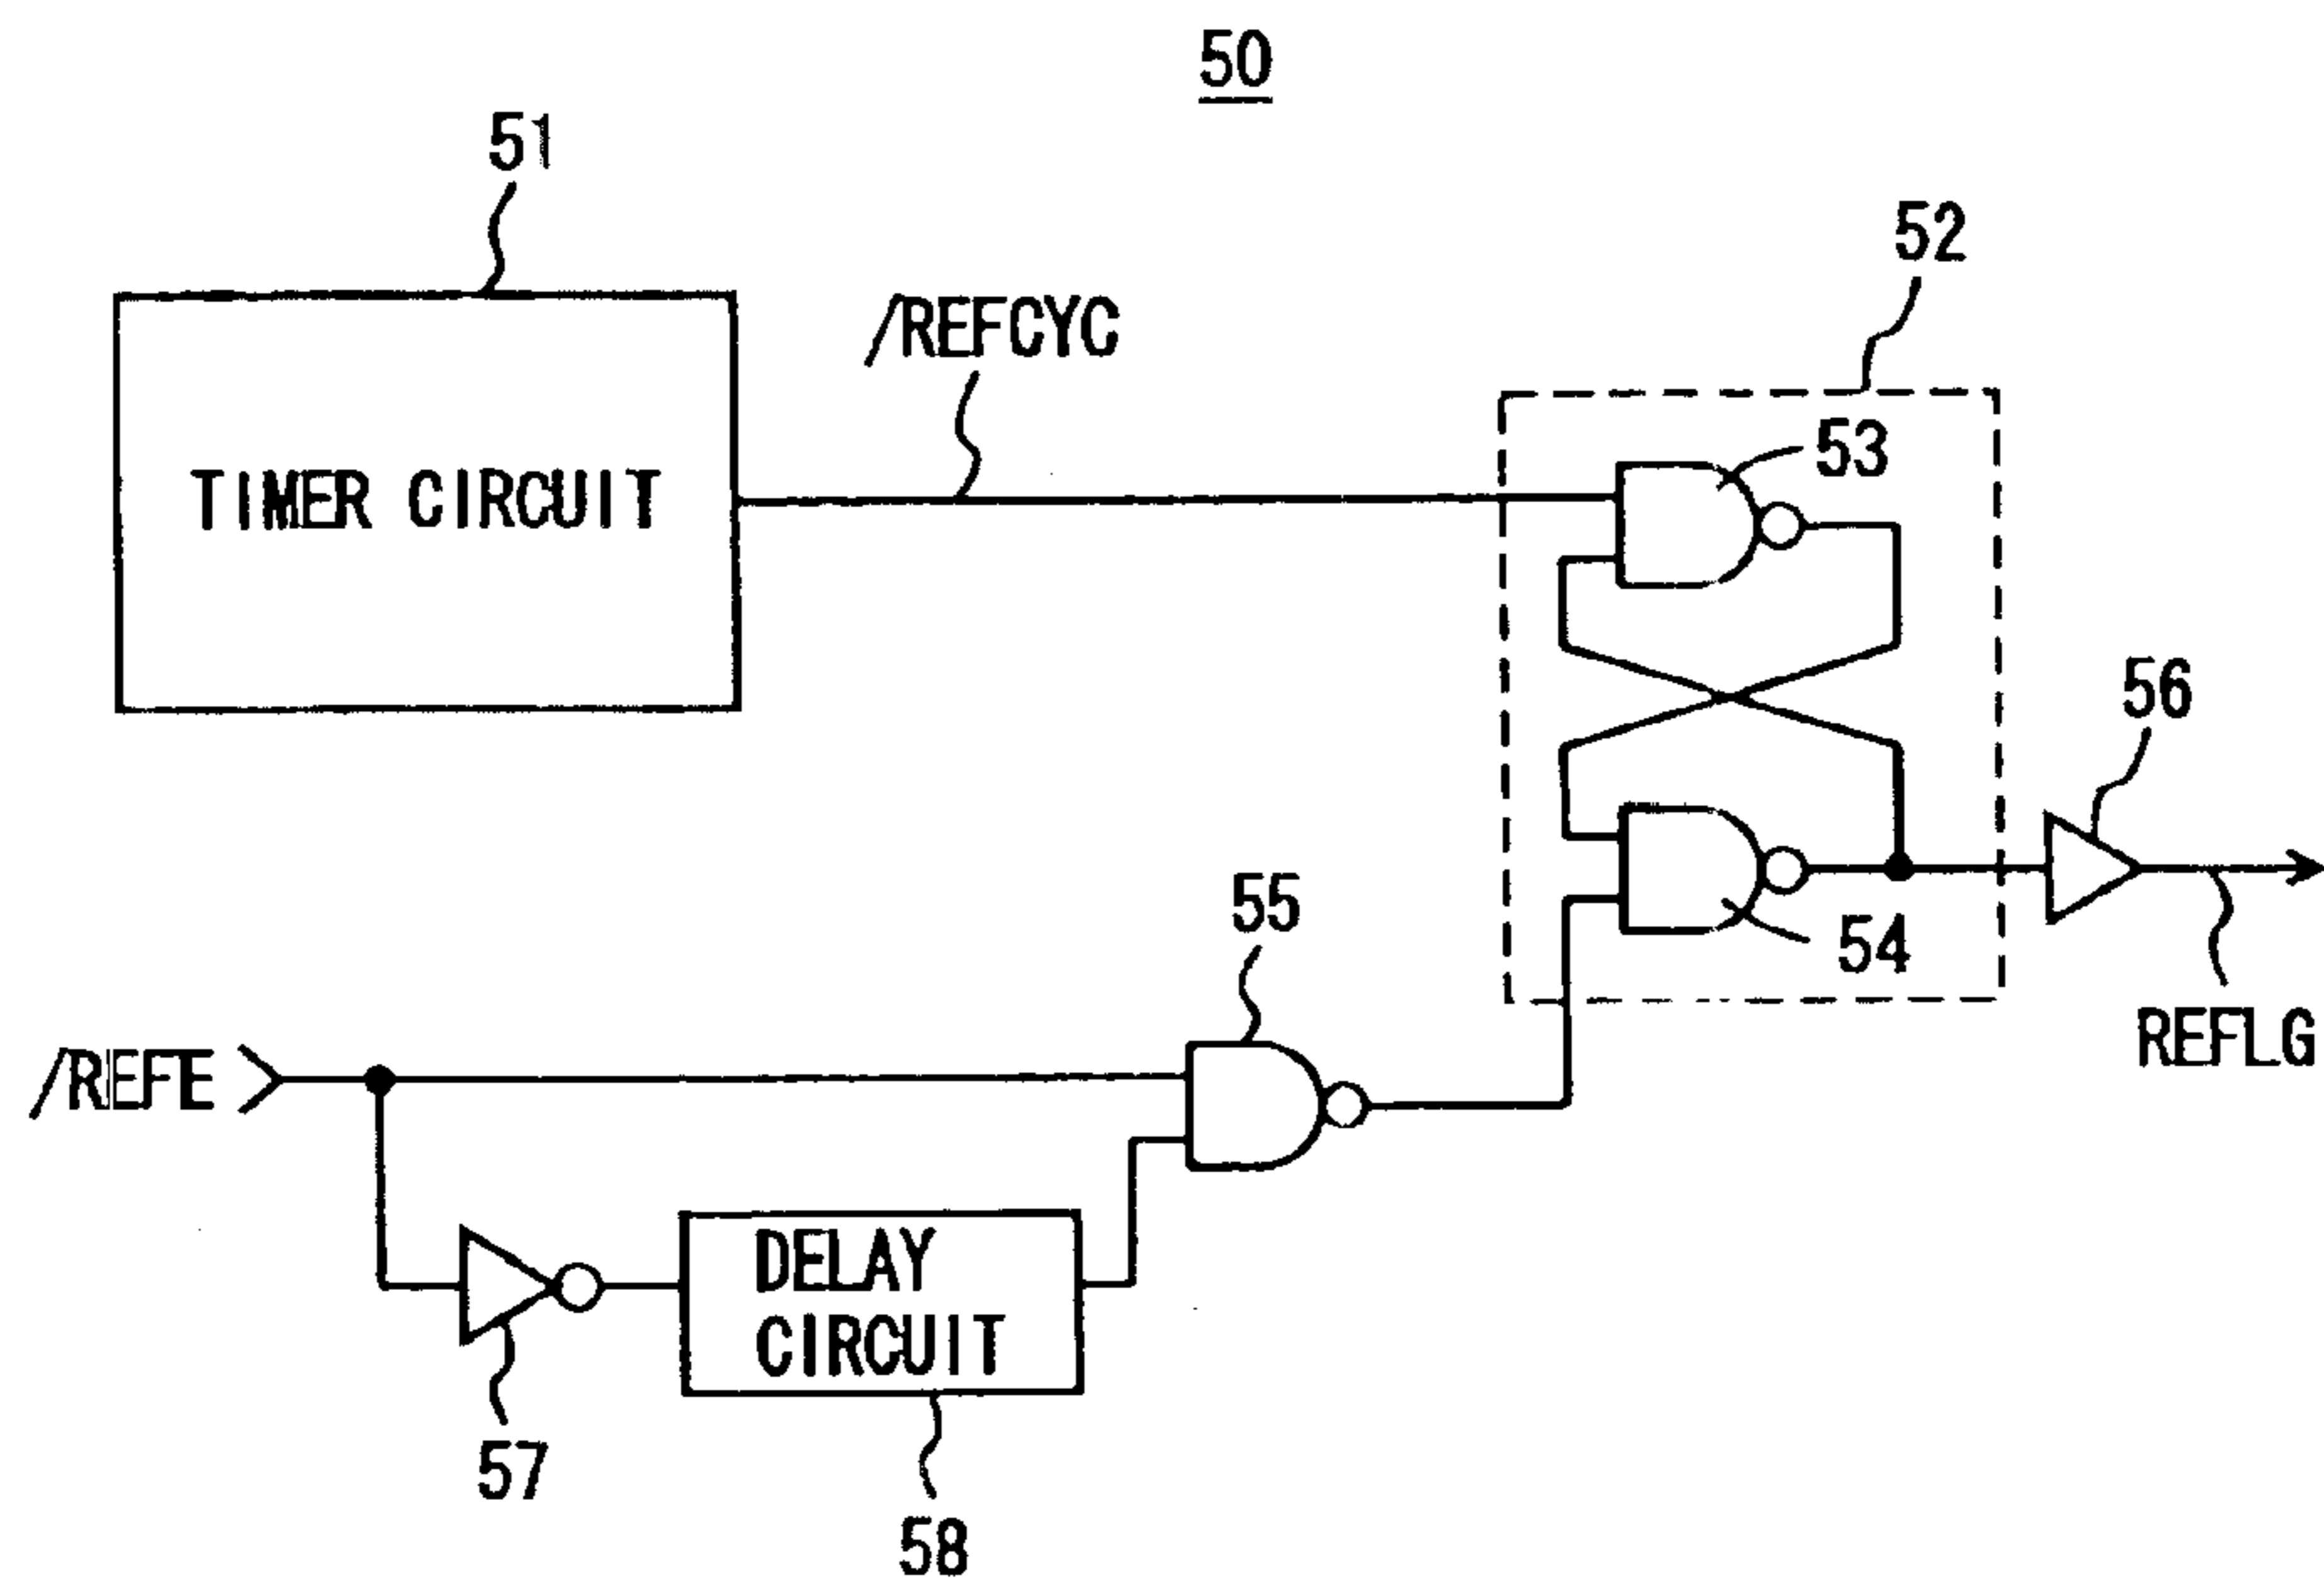 50
51
52
/REFCYC
53
TIMER CIRCUIT
56
55
54
REFLG
/REFE
DELAY
CIRCUIT
57
58